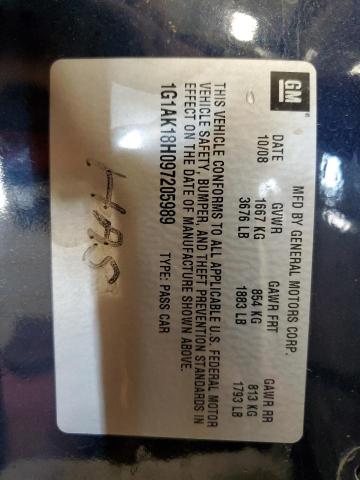 GM
MFD BY GENERAL MOTORS CORP.
DATE GVWR GAWR FRT GAWR RR
10/08 1667 KG 854 KG 813 KG
3676 LB 1883 LB 1793 LB
THIS VEHICLE CONFORMS TO ALL APPLICABLE U.S. FEDERAL MOTOR
VEHICLE SAFETY, BUMPER, AND THEFT PREVENTION STANDARDS IN
EFFECT ON THE DATE OF MANUFACTURE SHOWN ABOVE.
1G1AK18H097205989 TYPE: PASS CAR